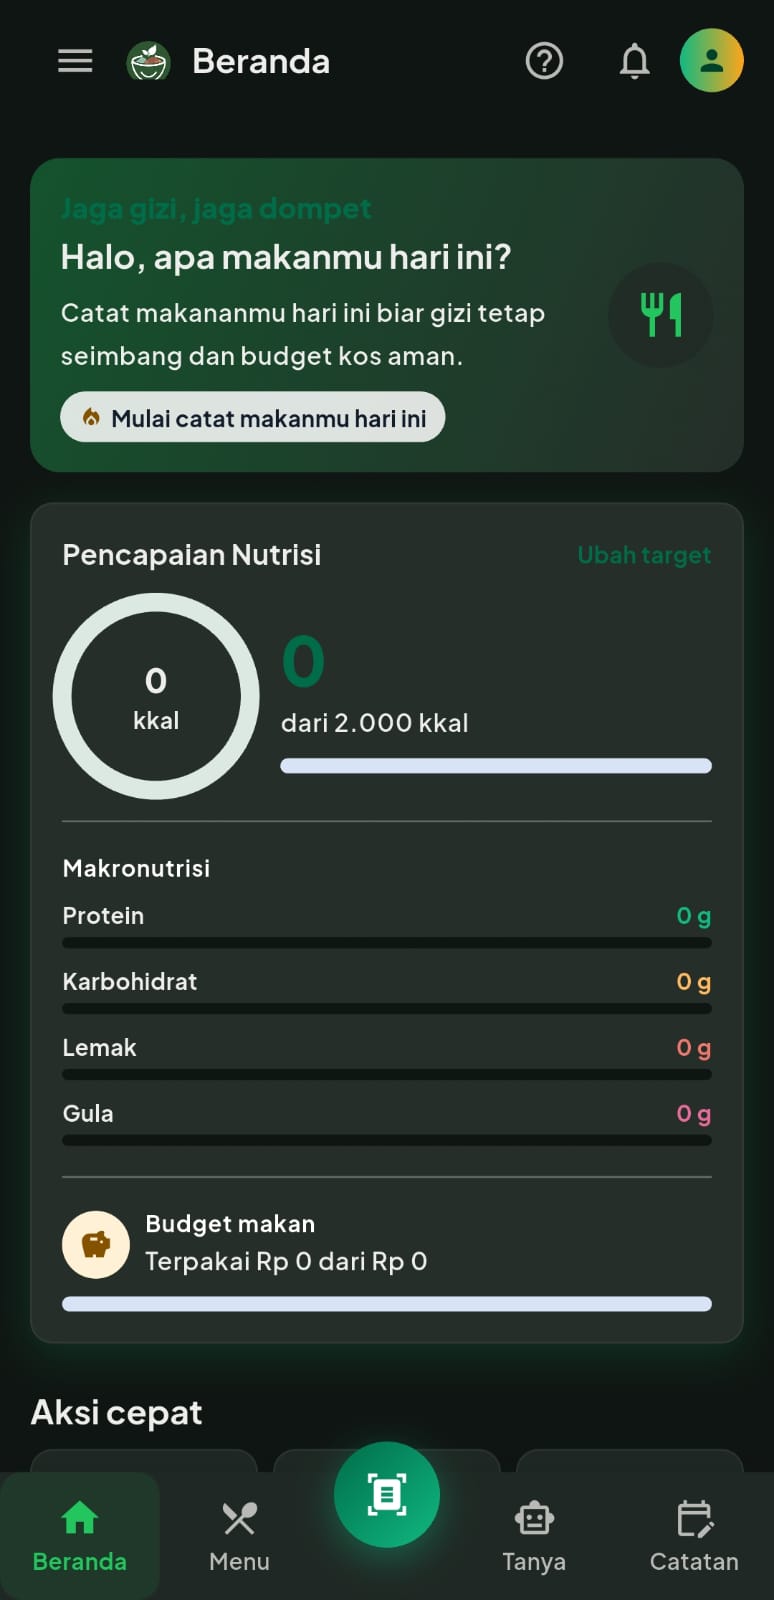 Beranda
Jaga gizi, jaga dompet
Halo, apa makanmu hari ini?
Catat makananmu hari ini biar gizi tetap
seimbang dan budget kos aman.
Mulai catat makanmu hari ini
Pencapaian Nutrisi
Ubah target
0
kkal
0
dari 2.000 kkal
Makronutrisi
Protein 0 g
Karbohidrat 0 g
Lemak 0 g
Gula 0 g
Budget makan
Terpakai Rp 0 dari Rp 0
Aksi cepat
Beranda
Menu
Tanya
Catatan